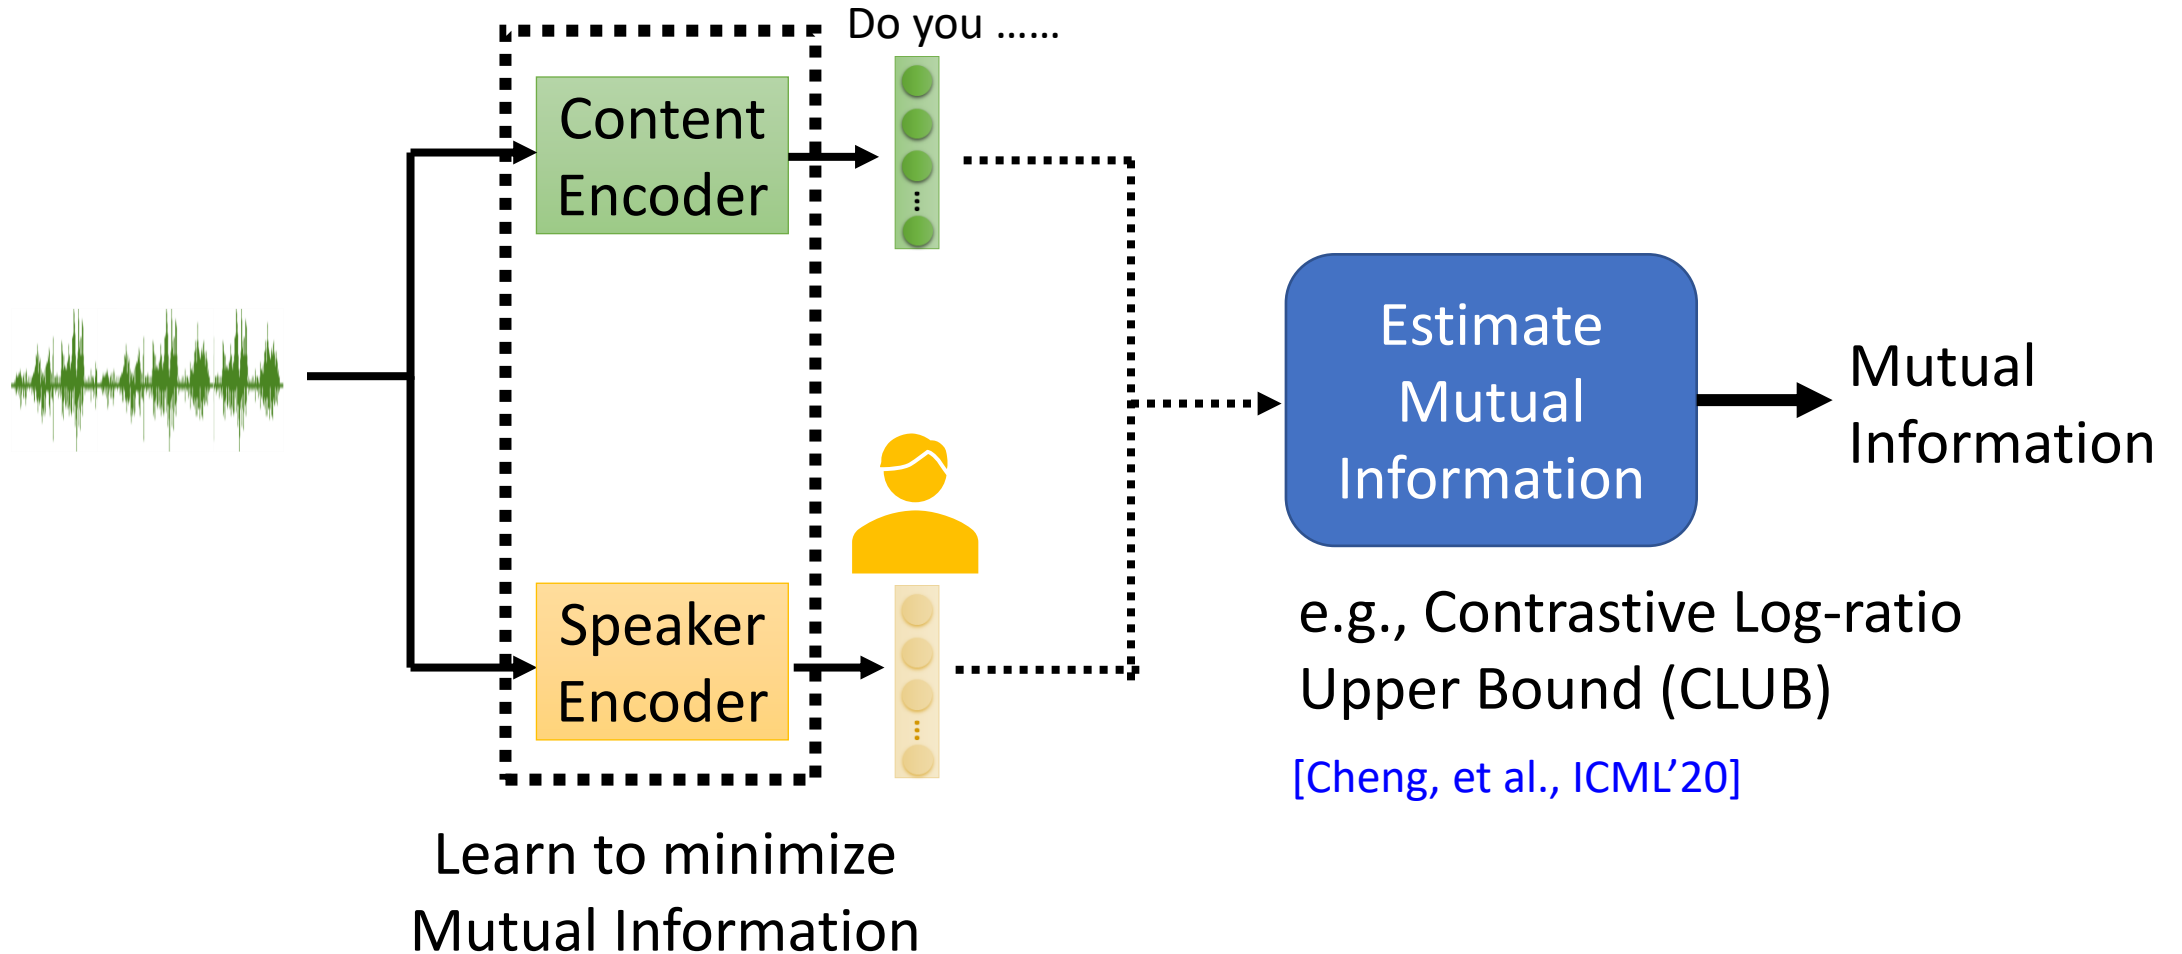 Do you ……
Content
Encoder
Estimate
Mutual
Information
Mutual
Information
Speaker
Encoder
e.g., Contrastive Log-ratio
Upper Bound (CLUB)
[Cheng, et al., ICML’20]
Learn to minimize
Mutual Information